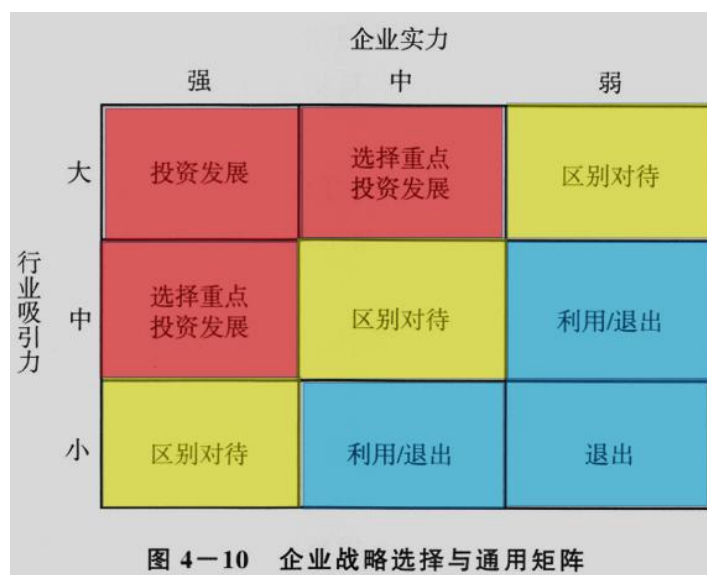 企业实力
强 中 弱
大 投资发展 选择重点 区别对待
投资发展
行业吸引力
中 选择重点 区别对待 利用/退出
投资发展
小 区别对待 利用/退出 退出
图 4－10 企业战略选择与通用矩阵